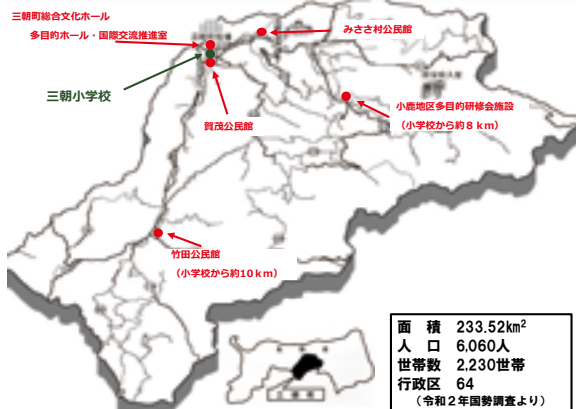 三朝町総合文化ホール
多目的ホール・国際交流推進室
みささ村公民館
三朝小学校
賀茂公民館
小鹿地区多目的研修会施設
（小学校から約８ｋｍ）
竹田公民館
（小学校から約10ｋｍ）
面　積　233.52km²
人　口　6,060人
世帯数　2,230世帯
行政区　64
（令和２年国勢調査より）